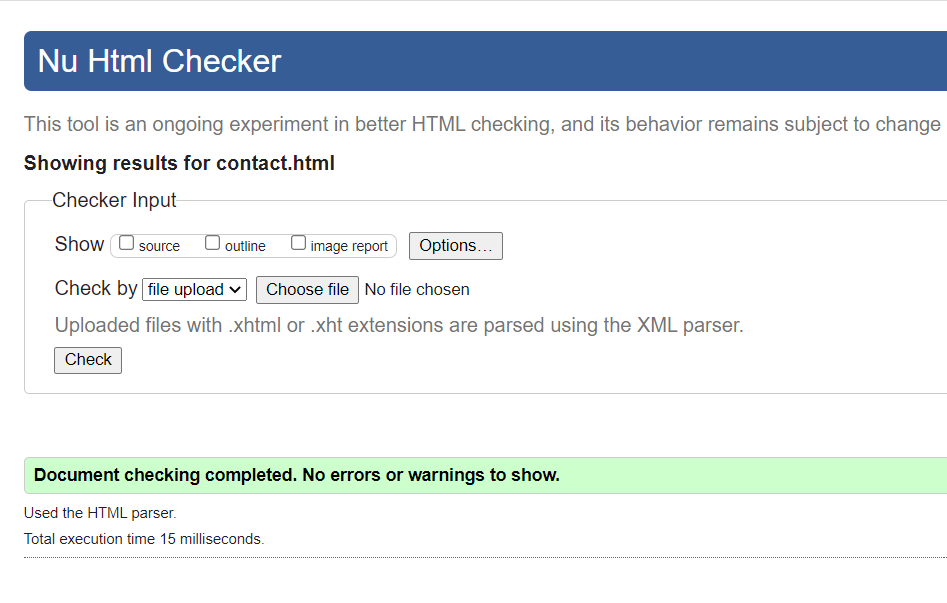 Nu Html Checker
This tool is an ongoing experiment in better HTML checking, and its behavior remains subject to change
Showing results for contact.html
Checker Input
Show source outline image report Options...
Check by file upload Choose file No file chosen
Uploaded files with .xhtml or .xht extensions are parsed using the XML parser.
Check
Document checking completed. No errors or warnings to show.
Used the HTML parser.
Total execution time 15 milliseconds.